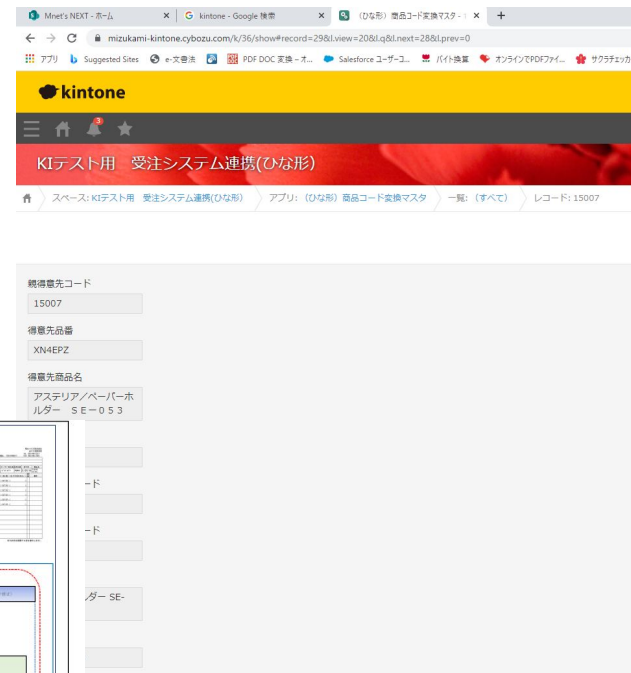 Mnet's NEXT - ホーム
kintone - Google 検索
(ひな形) 商品コード変換マスタ -
mizukami-kintone.cybozu.com/k/36/show#record=29&l.view=20&l.q&l.next=28&l.prev=0
アプリ Suggested Sites e-文書法 PDF DOC 変換 – オ... Salesforce ユーザーコ... バイト換算 オンラインでPDFファイ... サクラチェッカ
kintone
3
KIテスト用 受注システム連携(ひな形)
スペース: KIテスト用 受注システム連携(ひな形) アプリ: (ひな形) 商品コード変換マスタ 一覧: (すべて) レコード: 15007
親得意先コード
15007
得意先品番
XN4EPZ
得意先商品名
アステリア/ペーパーホ
ルダー SE-053
ード
ード
ダー SE-